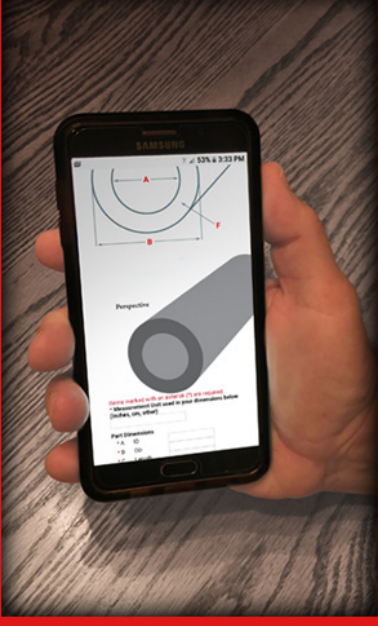 SAMSUNG
53% 3:33 PM
A
F
B
Perspective
Items marked with an asterisk (*) are required.
* Measurement Unit used in your dimensions below
(inches, cm, other)
Part Dimensions
* A ID
* B OD
* C Length